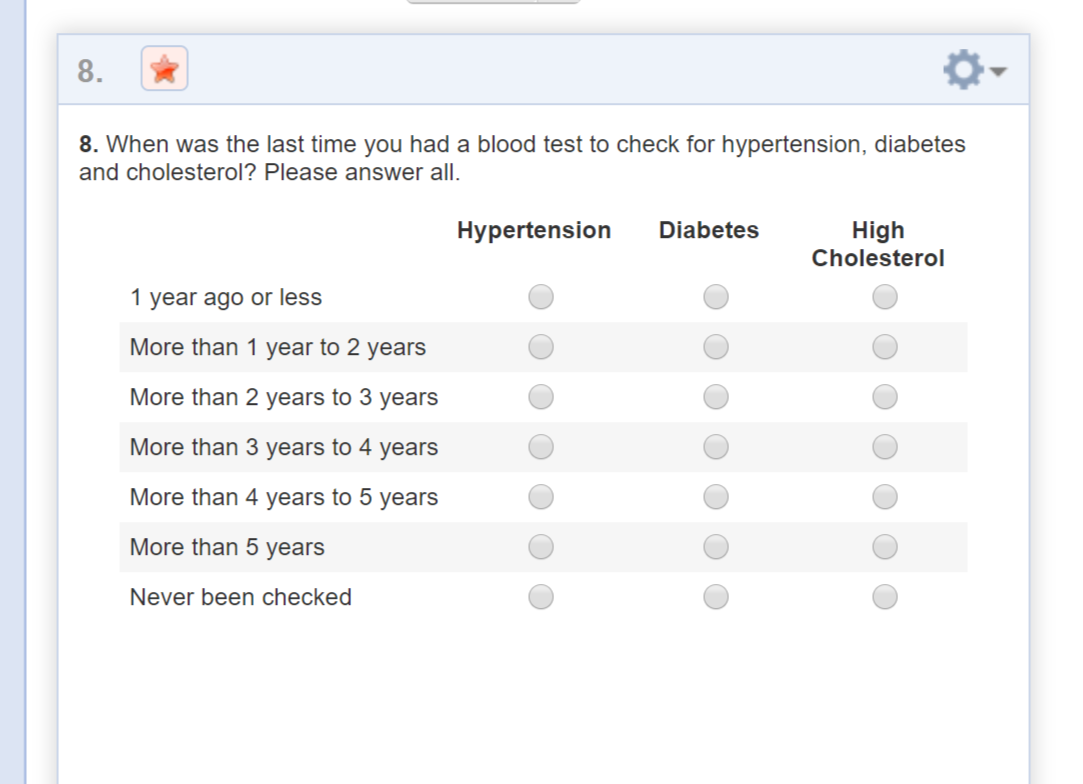 8.
8. When was the last time you had a blood test to check for hypertension, diabetes
and cholesterol? Please answer all.
Hypertension Diabetes High
Cholesterol
1 year ago or less
More than 1 year to 2 years
More than 2 years to 3 years
More than 3 years to 4 years
More than 4 years to 5 years
More than 5 years
Never been checked